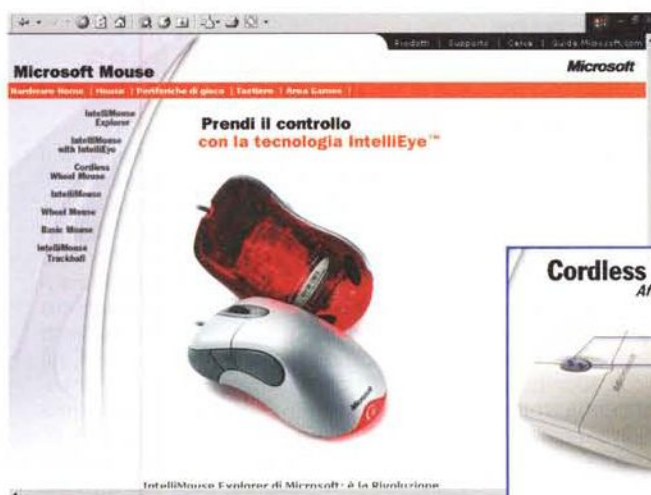 Prodotti | Supporto | Cerca | Guida Microsoft.com
Microsoft Mouse
Microsoft
Hardware Home | Mouse | Periferiche di gioco | Tastiere | Area Games |
IntelliMouse
Explorer
IntelliMouse
with IntelliEye
Cordless
Wheel Mouse
IntelliMouse
Wheel Mouse
Basic Mouse
IntelliMouse
Trackball
Prendi il controllo
con la tecnologia IntelliEye™
Microsoft
IntelliMouse Explorer di Microsoft: è la Rivoluzione
Cordless
Microsoft